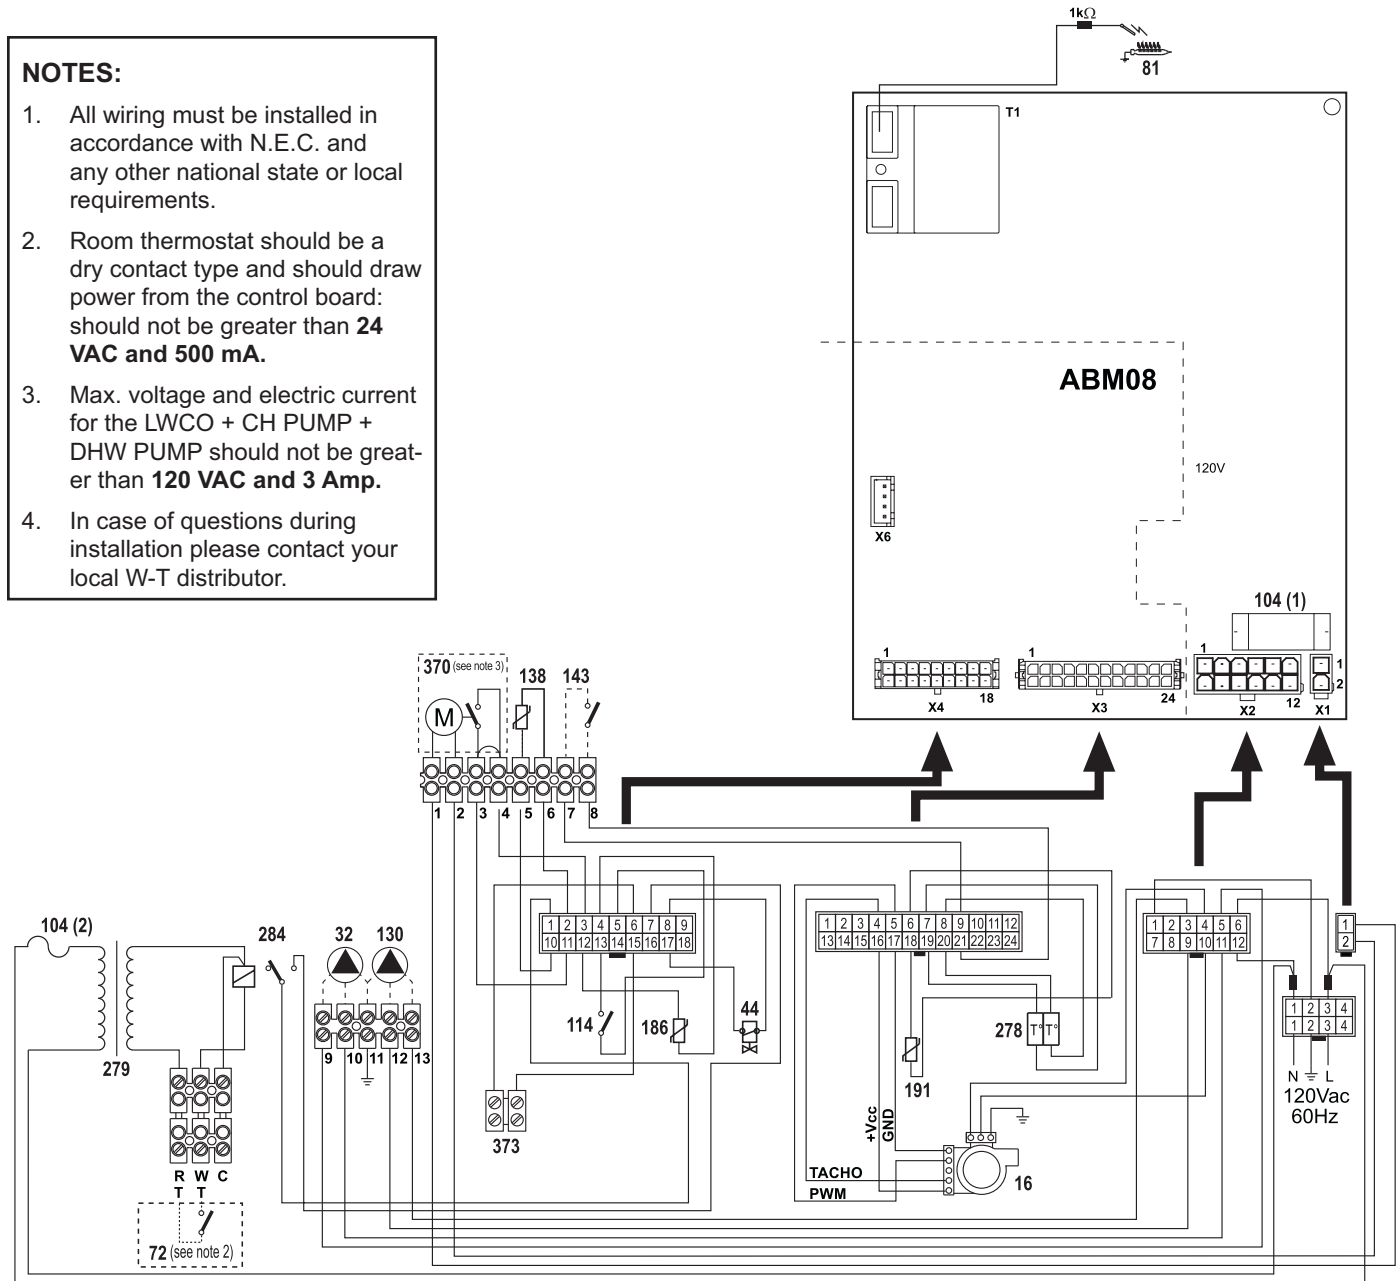 NOTES:
1. All wiring must be installed in
accordance with N.E.C. and
any other national state or local
requirements.
2. Room thermostat should be a
dry contact type and should draw
power from the control board:
should not be greater than 24
VAC and 500 mA.
3. Max. voltage and electric current
for the LWCO + CH PUMP +
DHW PUMP should not be great-
er than 120 VAC and 3 Amp.
4. In case of questions during
installation please contact your
local W-T distributor.
1kΩ
81
T1
ABM08
120V
X6
104 (1)
1
18
X4
1
24
X3
1
12
X2
1
2
X1
370 (see note 3)
138
143
M
1 2 3 4 5 6 7 8
104 (2)
279
284
32
130
9 10 11 12 13
R W C
T T
72 (see note 2)
1 2 3 4 5 6 7 8 9
10 11 12 13 14 15 16 17 18
114
186
44
373
1 2 3 4 5 6 7 8 9 10 11 12
13 14 15 16 17 18 19 20 21 22 23 24
191
278
T° T°
+Vcc
GND
TACHO
PWM
16
1 2 3 4 5 6
7 8 9 10 11 12
1
2
1 2 3 4
1 2 3 4
N L
120Vac
60Hz